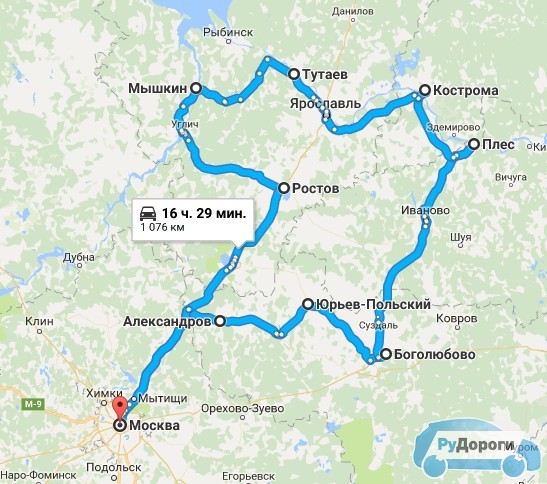 Данилов
Рыбинск
Тутаев
Мышкин
Кострома
Ярославль
Углич
Здемирово
Плес
Вичуга
Ростов
16 ч. 29 мин.
1 076 км
Иваново
Шуя
Дубна
Юрьев-Польский
Александров
Суздаль
Ковров
Клин
Боголюбово
Химки
Мытищи
М-9
Орехово-Зуево
Москва
РуДороги
Муром
Подольск
Наро-Фоминск
Егорьевск